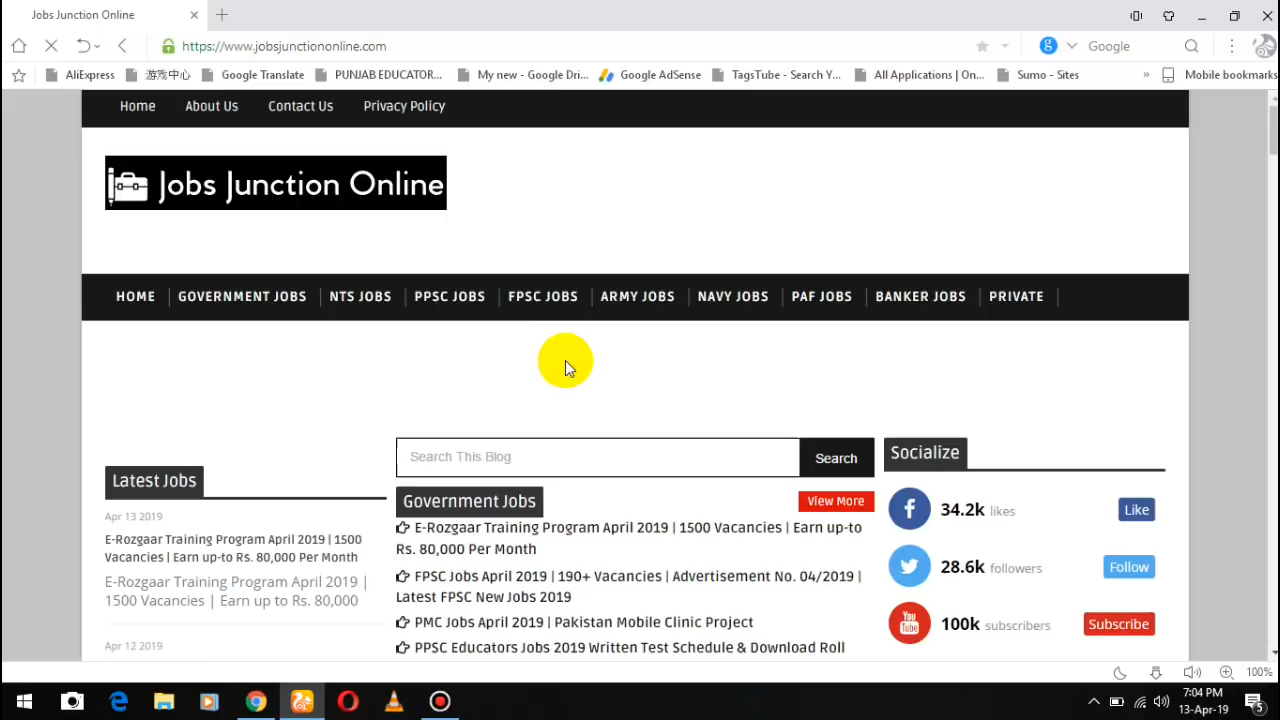 Jobs Junction Online
https://www.jobsjunctiononline.com
Google
AliExpress
游戏中心
Google Translate
PUNJAB EDUCATOR...
My new - Google Dri...
Google AdSense
TagsTube - Search Y...
All Applications | On...
Sumo - Sites
»
Mobile bookmarks
Home
About Us
Contact Us
Privacy Policy
Jobs Junction Online
HOME
GOVERNMENT JOBS
NTS JOBS
PPSC JOBS
FPSC JOBS
ARMY JOBS
NAVY JOBS
PAF JOBS
BANKER JOBS
PRIVATE
Latest Jobs
Apr 13 2019
E-Rozgaar Training Program April 2019 | 1500
Vacancies | Earn up-to Rs. 80,000 Per Month
E-Rozgaar Training Program April 2019 |
1500 Vacancies | Earn up to Rs. 80,000
Apr 12 2019
Search This Blog
Search
Government Jobs
View More
E-Rozgaar Training Program April 2019 | 1500 Vacancies | Earn up-to
Rs. 80,000 Per Month
FPSC Jobs April 2019 | 190+ Vacancies | Advertisement No. 04/2019 |
Latest FPSC New Jobs 2019
PMC Jobs April 2019 | Pakistan Mobile Clinic Project
PPSC Educators Jobs 2019 Written Test Schedule & Download Roll
Socialize
34.2k likes
Like
28.6k followers
Follow
You Tube
100k subscribers
Subscribe
100%
7:04 PM
13-Apr-19
5